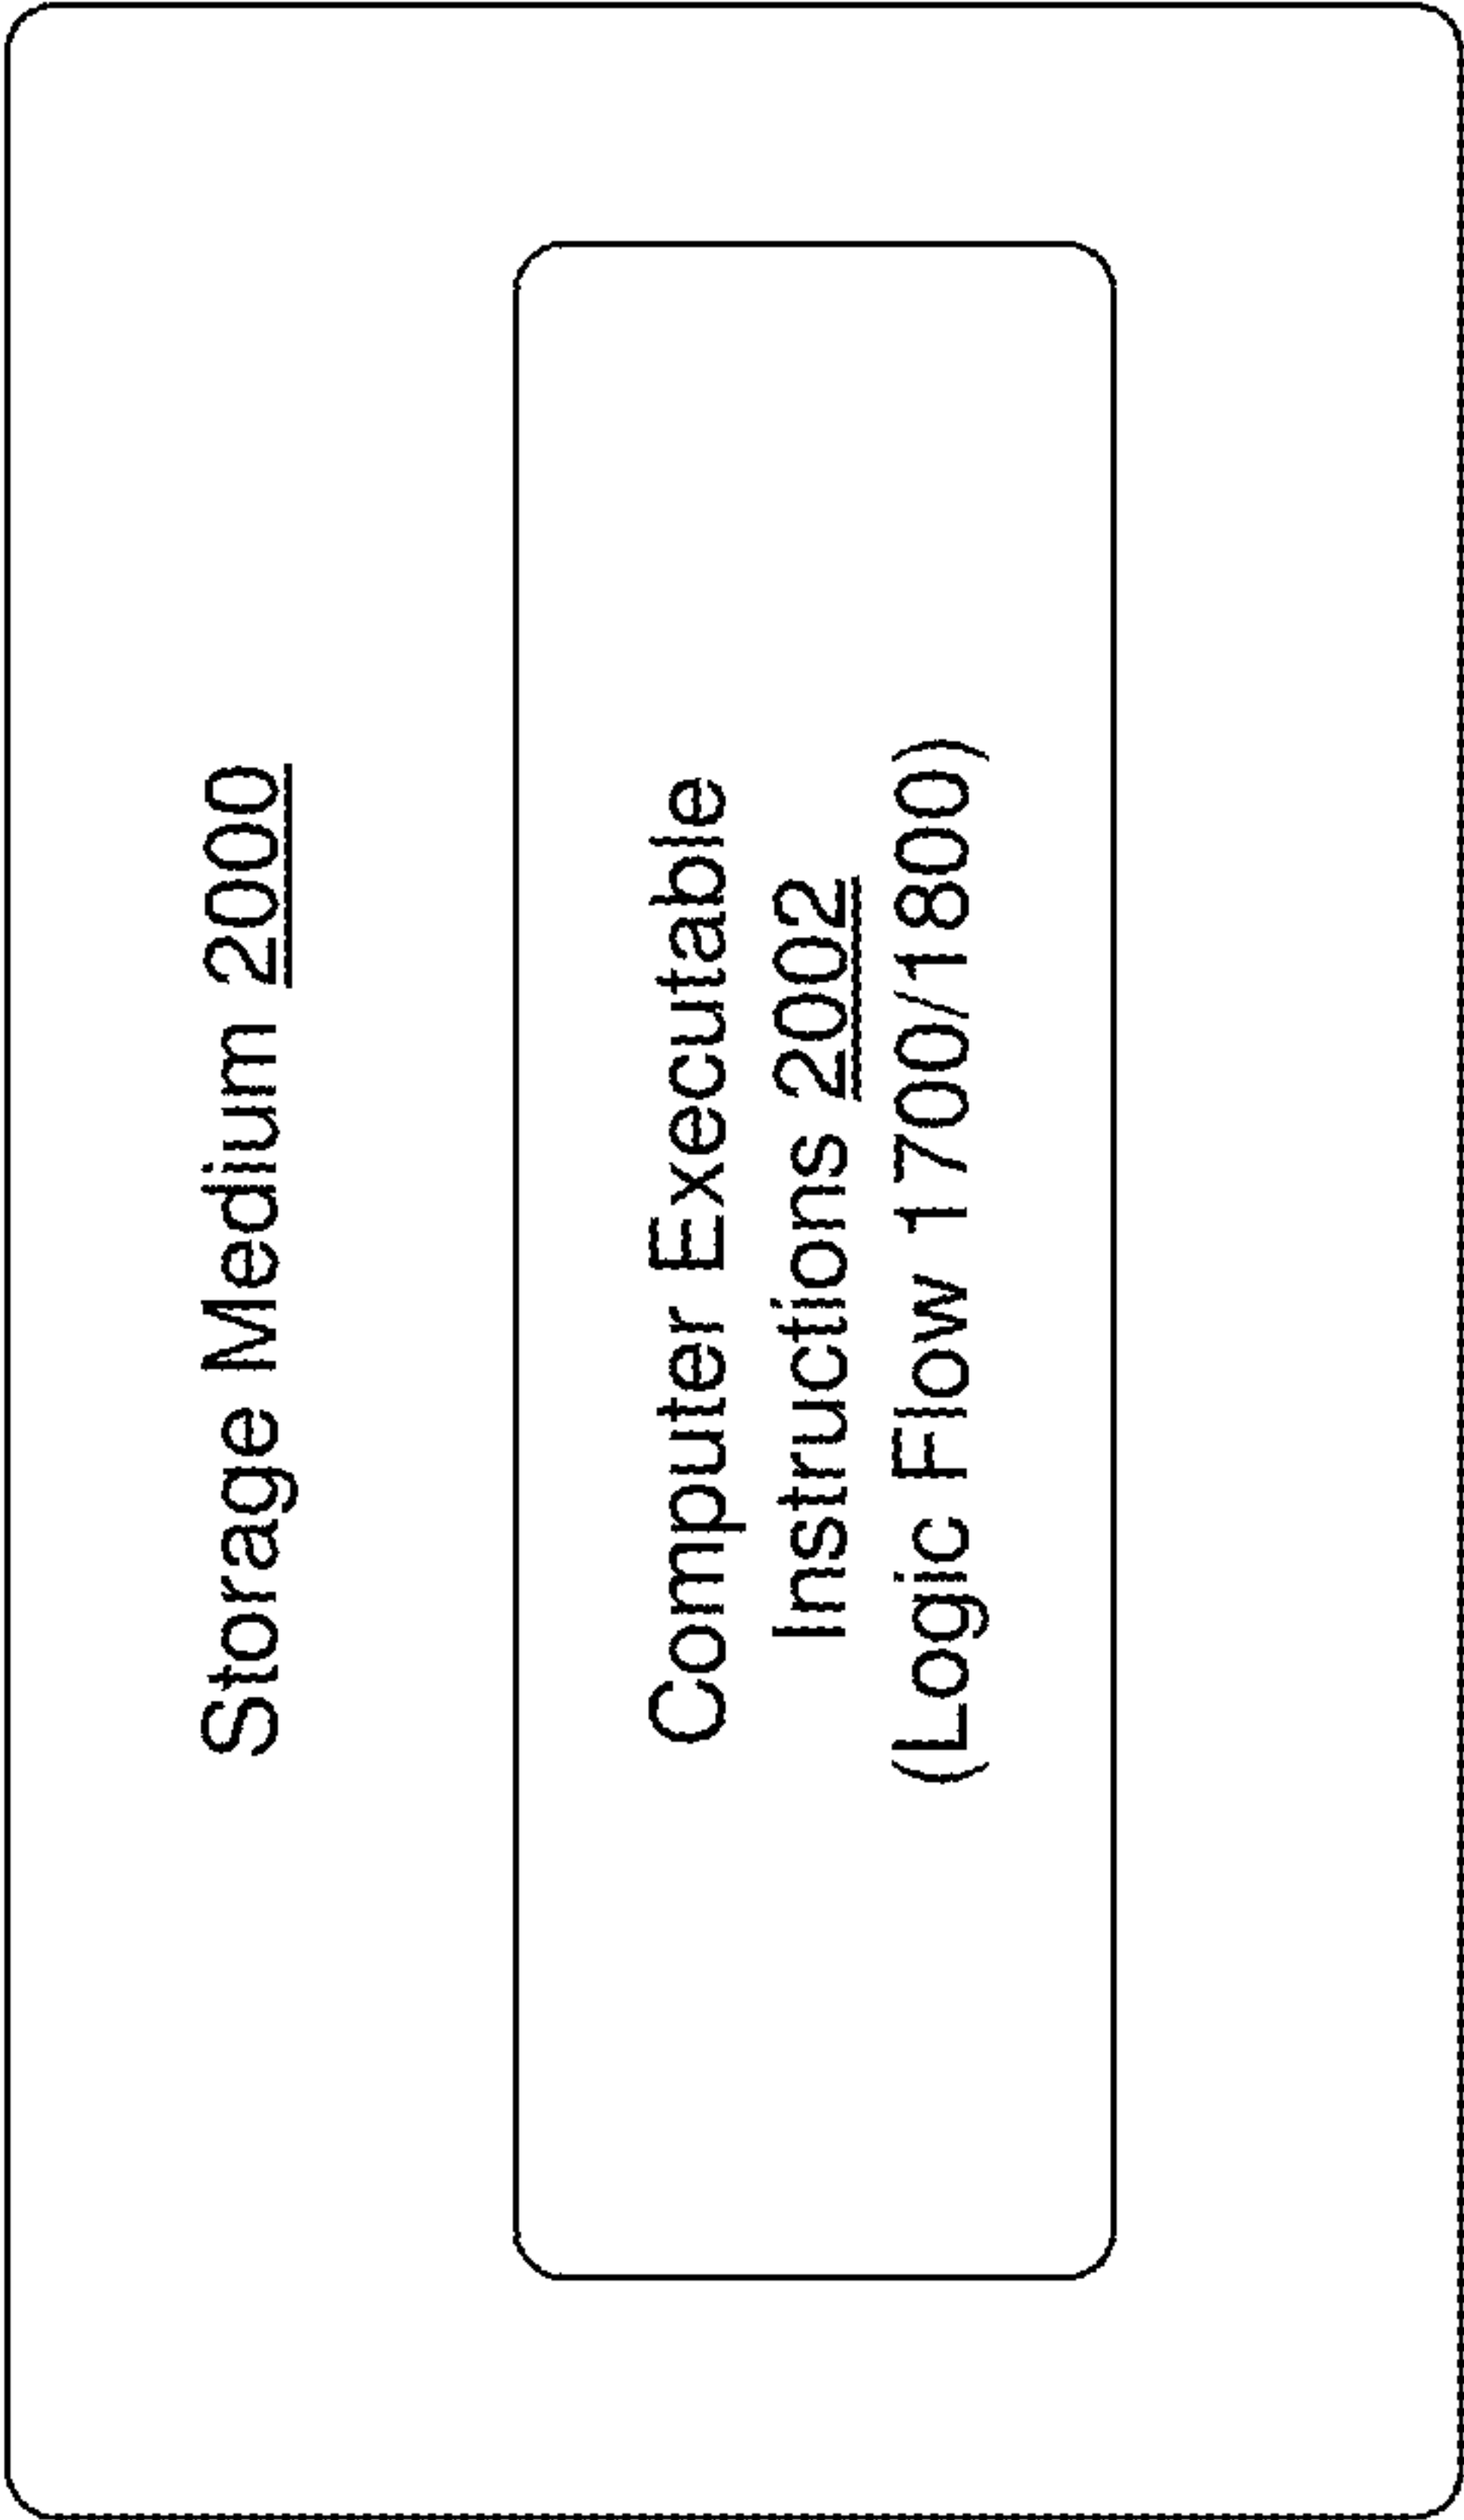 Storage Medium 2000
Computer Executable
Instructions 2002
(Logic Flow 1700/1800)